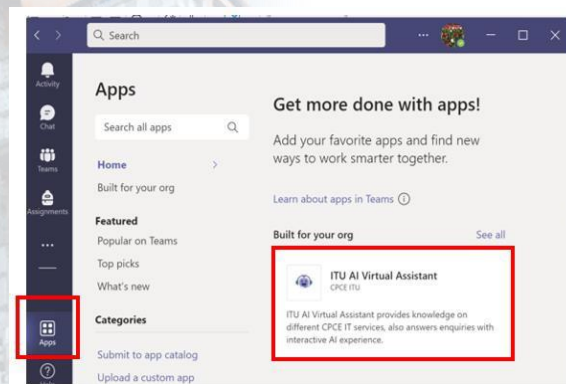 Search
Activity
Chat
Teams
Assignments
Apps
Apps
Search all apps
Home
Built for your org
Featured
Popular on Teams
Top picks
What's new
Categories
Submit to app catalog
Upload a custom app
Get more done with apps!
Add your favorite apps and find new
ways to work smarter together.
Learn about apps in Teams
Built for your org
See all
ITU AI Virtual Assistant
CPCE ITU
ITU AI Virtual Assistant provides knowledge on
different CPCE IT services, also answers enquiries with
interactive AI experience.